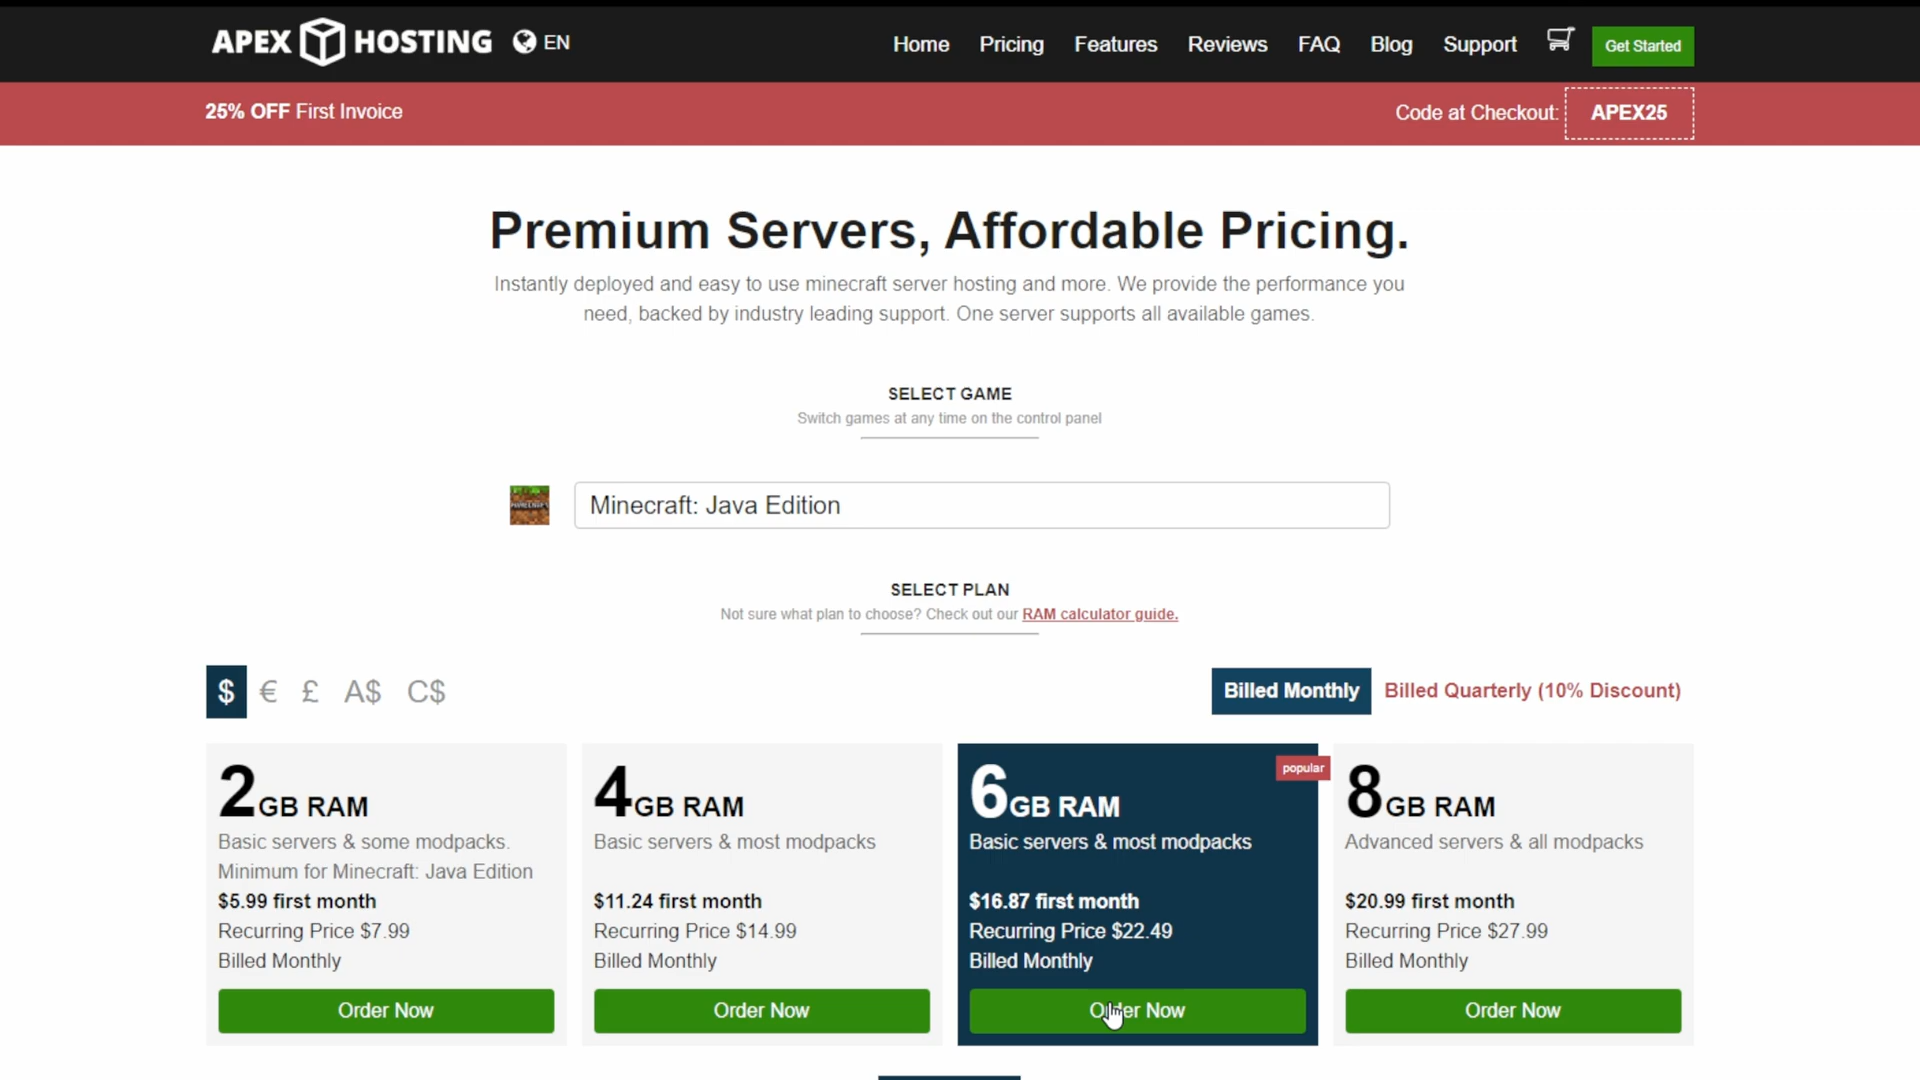 APEX HOSTING EN
Home Pricing Features Reviews FAQ Blog Support Get Started
25% OFF First Invoice
Code at Checkout: APEX25
Premium Servers, Affordable Pricing.
Instantly deployed and easy to use minecraft server hosting and more. We provide the performance you
need, backed by industry leading support. One server supports all available games.
SELECT GAME
Switch games at any time on the control panel
Minecraft: Java Edition
SELECT PLAN
Not sure what plan to choose? Check out our RAM calculator guide.
$ € £ A$ C$
Billed Monthly Billed Quarterly (10% Discount)
2GB RAM
Basic servers & some modpacks.
Minimum for Minecraft: Java Edition
$5.99 first month
Recurring Price $7.99
Billed Monthly
Order Now
4GB RAM
Basic servers & most modpacks
$11.24 first month
Recurring Price $14.99
Billed Monthly
Order Now
popular
6GB RAM
Basic servers & most modpacks
$16.87 first month
Recurring Price $22.49
Billed Monthly
Order Now
8GB RAM
Advanced servers & all modpacks
$20.99 first month
Recurring Price $27.99
Billed Monthly
Order Now